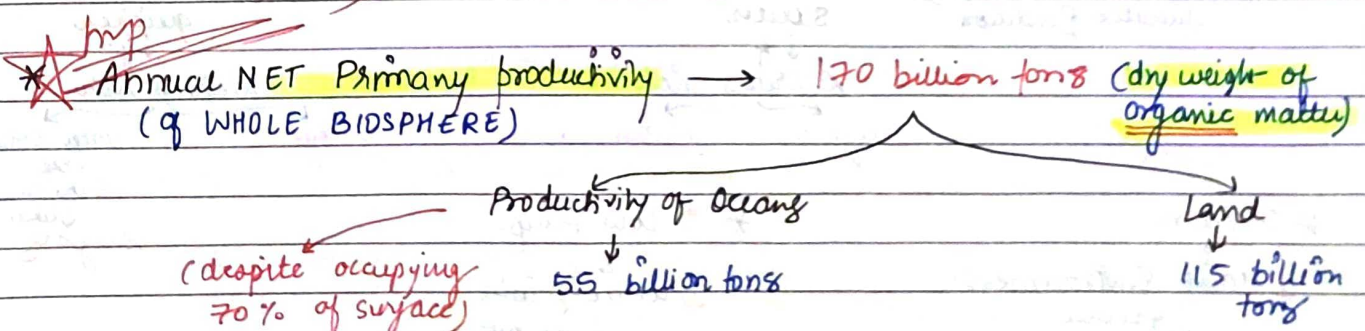 Imp
* Annual NET Primary productivity → 170 billion tons (dry weight of
(of WHOLE BIOSPHERE) organic matter)
Productivity of Oceans Land
(despite occupying 55 billion tons 115 billion
70% of surface) tons